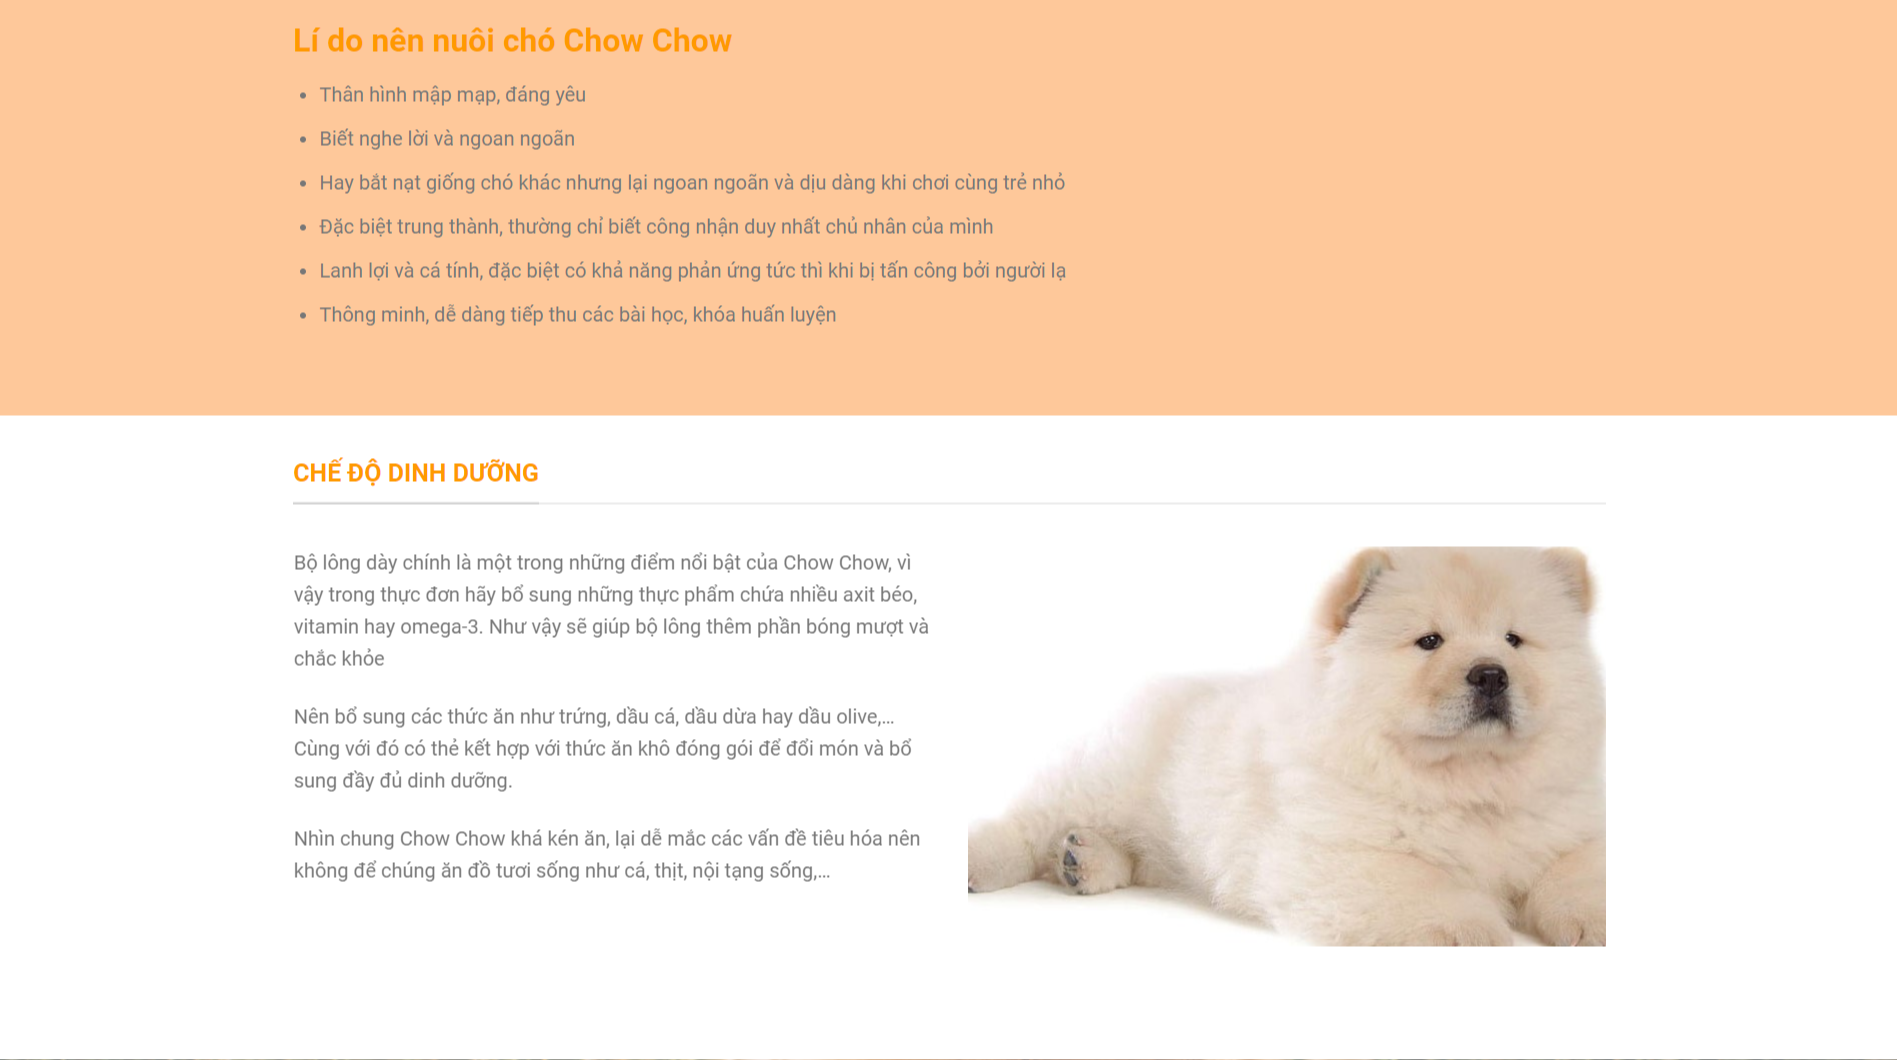 Lí do nên nuôi chó Chow Chow
Thân hình mập mạp, đáng yêu
Biết nghe lời và ngoan ngoãn
Hay bắt nạt giống chó khác nhưng lại ngoan ngoãn và dịu dàng khi chơi cùng trẻ nhỏ
Đặc biệt trung thành, thường chỉ biết công nhận duy nhất chủ nhân của mình
Lanh lợi và cá tính, đặc biệt có khả năng phản ứng tức thì khi bị tấn công bởi người lạ
Thông minh, dễ dàng tiếp thu các bài học, khóa huấn luyện
CHẾ ĐỘ DINH DƯỠNG
Bộ lông dày chính là một trong những điểm nổi bật của Chow Chow, vì
vậy trong thực đơn hãy bổ sung những thực phẩm chứa nhiều axit béo,
vitamin hay omega-3. Như vậy sẽ giúp bộ lông thêm phần bóng mượt và
chắc khỏe
Nên bổ sung các thức ăn như trứng, dầu cá, dầu dừa hay dầu olive,…
Cùng với đó có thẻ kết hợp với thức ăn khô đóng gói để đổi món và bổ
sung đầy đủ dinh dưỡng.
Nhìn chung Chow Chow khá kén ăn, lại dễ mắc các vấn đề tiêu hóa nên
không để chúng ăn đồ tươi sống như cá, thịt, nội tạng sống,…